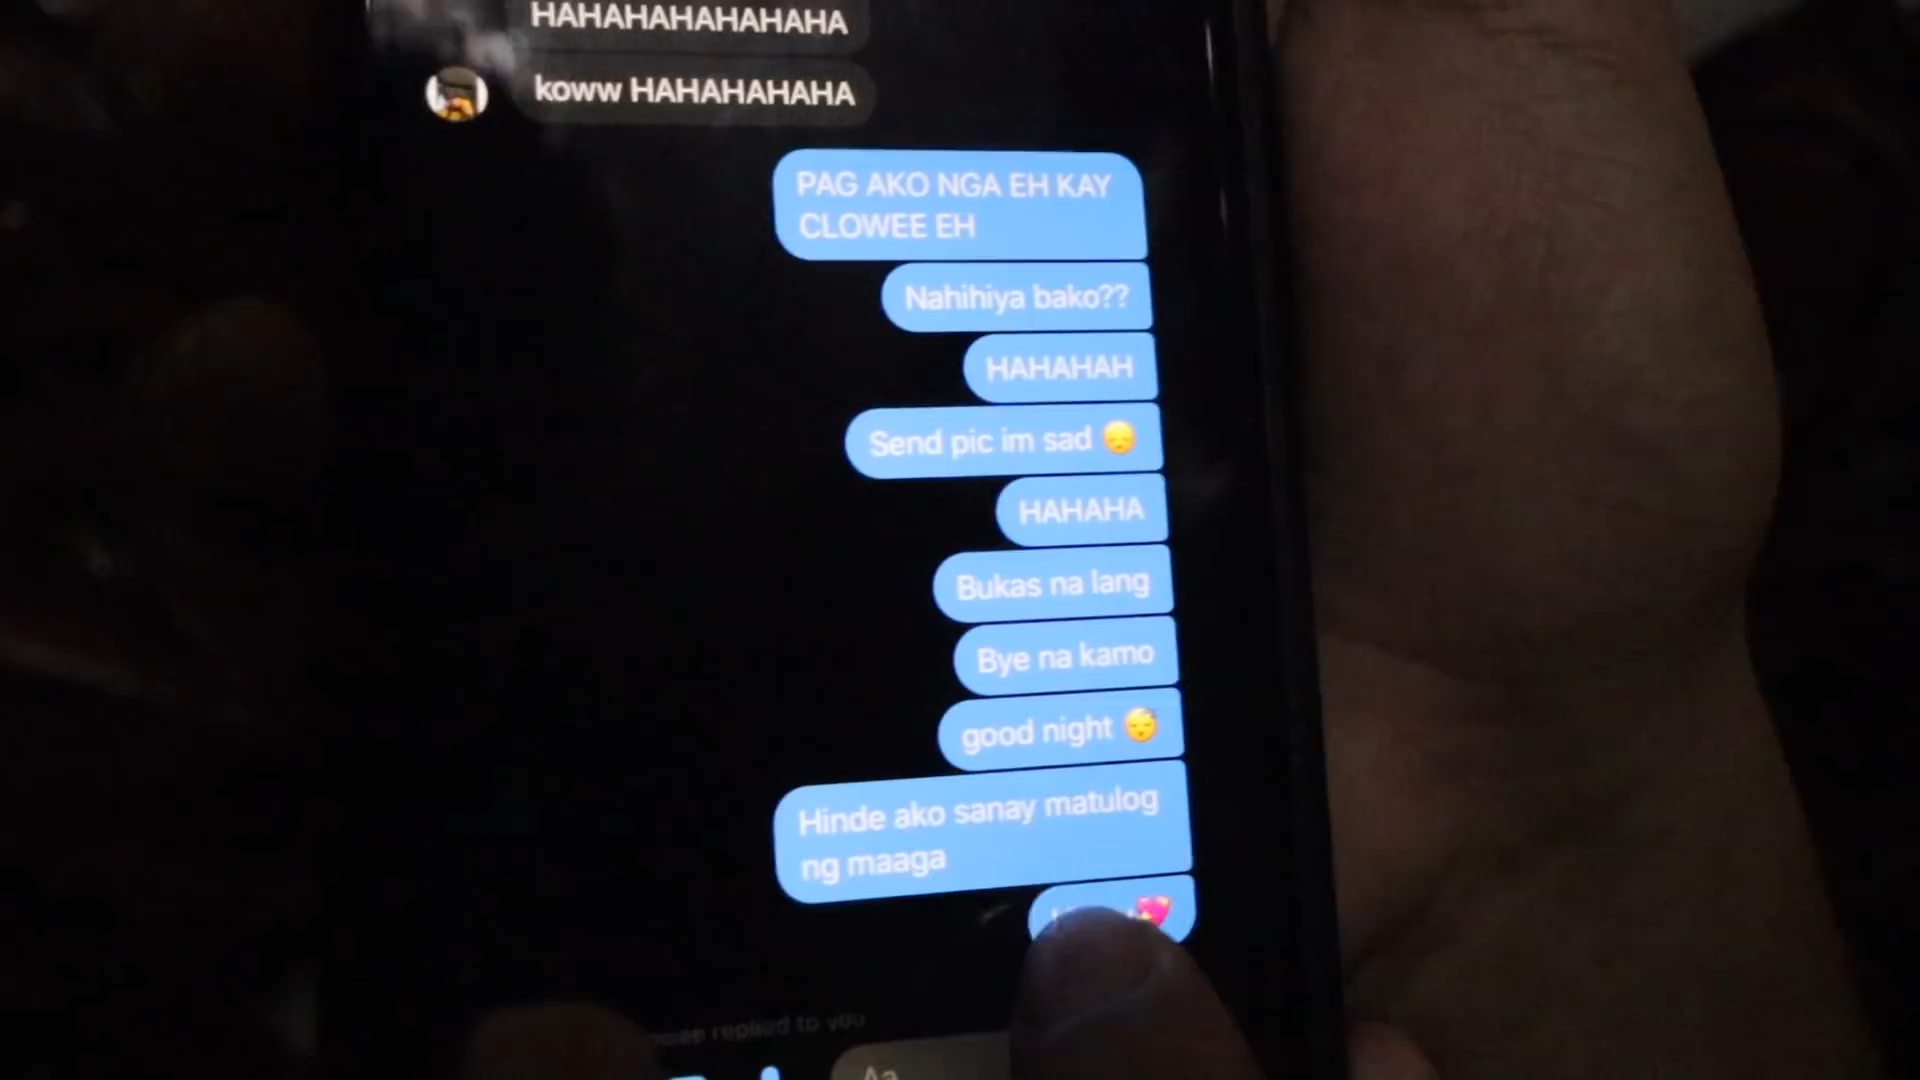 HAHAHAHAHAHAHA
koww HAHAHAHAHA
PAG AKO NGA EH KAY
CLOWEE EH
Nahihiya bako??
HAHAHAH
Send pic im sad 😔
HAHAHA
Bukas na lang
Bye na kamo
good night 😴
Hinde ako sanay matulog
ng maaga
💘
replied to you
Aa